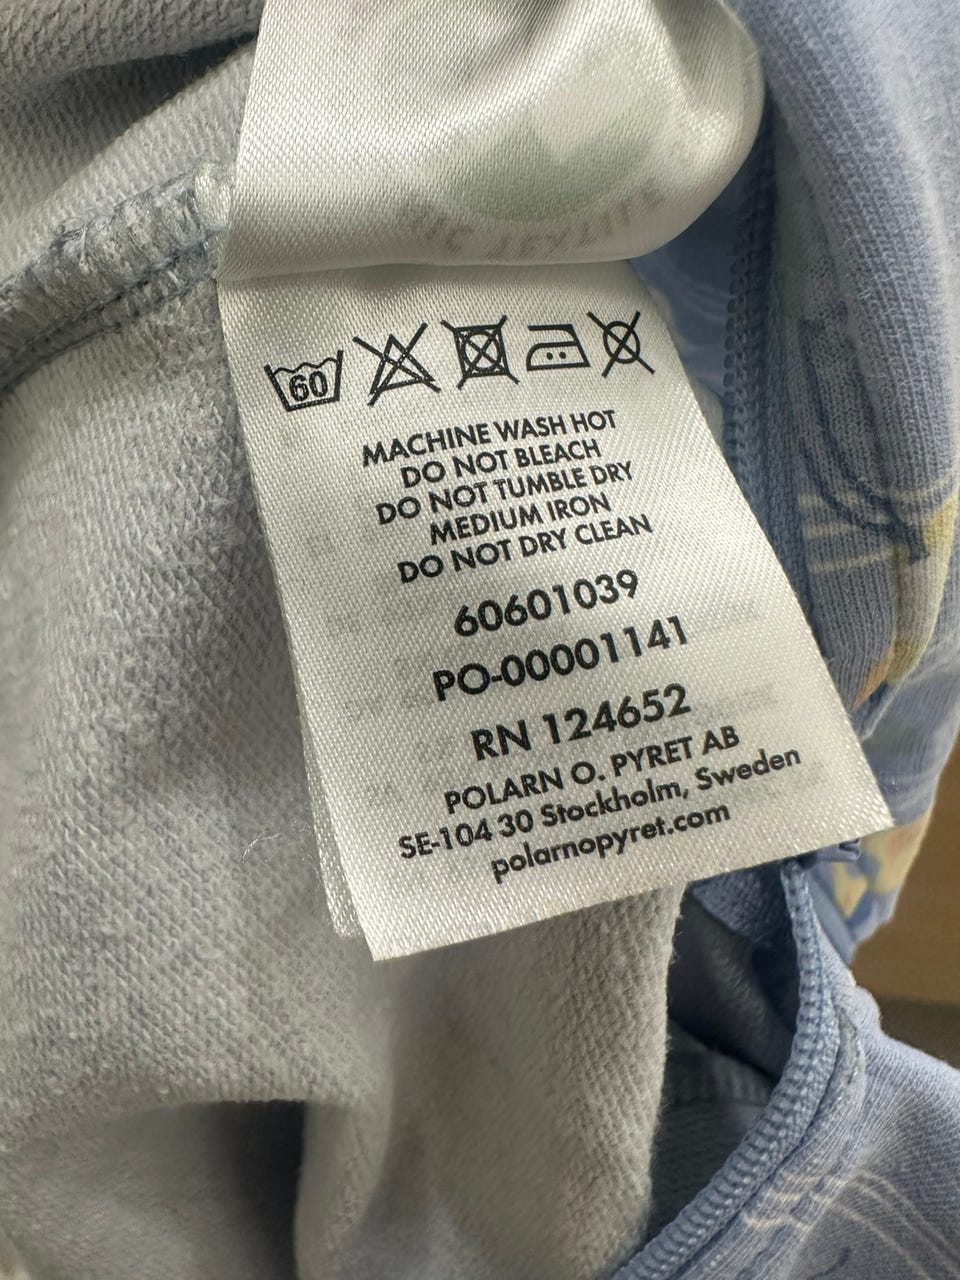 60
MACHINE WASH HOT
DO NOT BLEACH
DO NOT TUMBLE DRY
MEDIUM IRON
DO NOT DRY CLEAN
60601039
PO-00001141
RN 124652
POLARN O. PYRET AB
SE-104 30 Stockholm, Sweden
polarnopyret.com